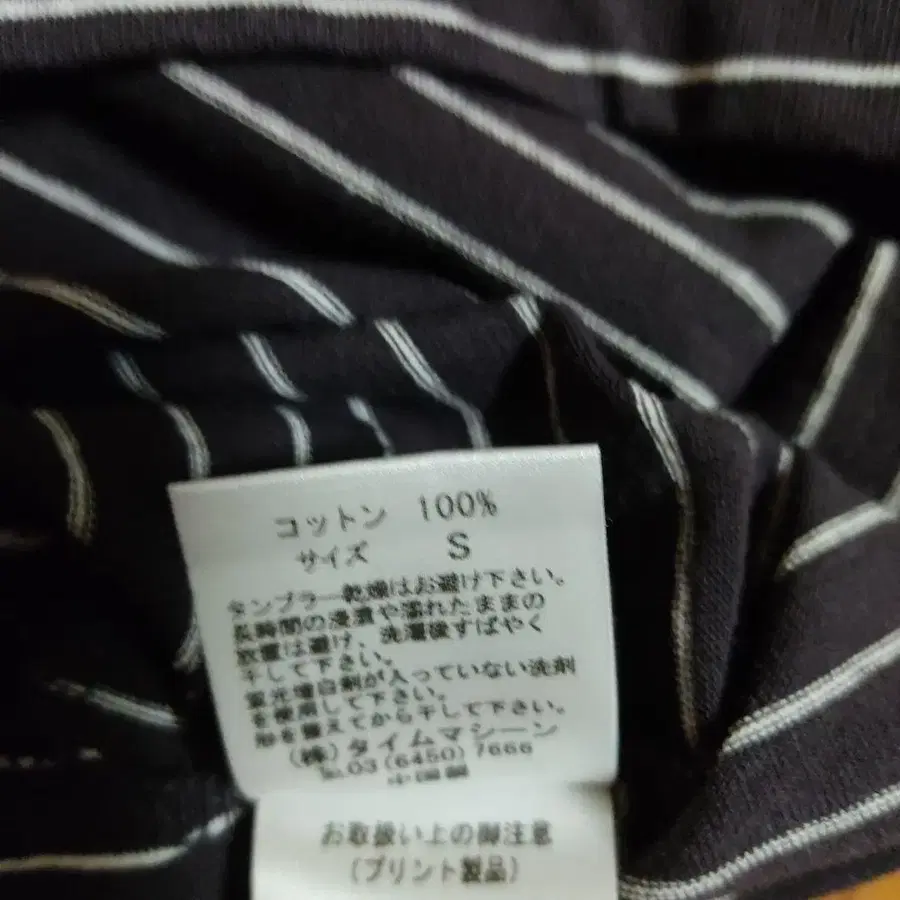 コットン 100%
サイズ S
タンブラー乾燥はお避け下さい。
長時間の浸漬や濡れたままの
放置は避け、洗濯後すばやく
干して下さい。
蛍光増白剤が入っていない洗剤
を使用して下さい。
形を整えてから干して下さい。
(株)タイムマシーン
℡03(6450)7666
中国製
お取扱い上の御注意
(プリント製品)